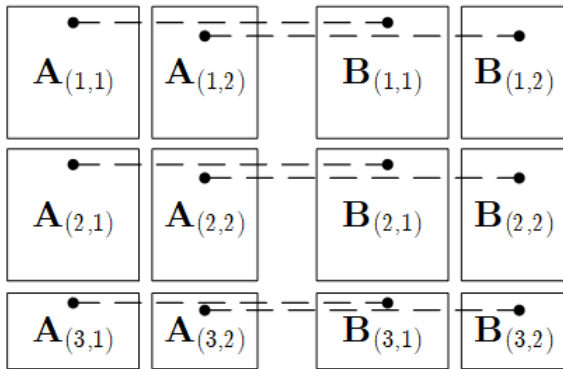 A(1,1) A(1,2) B(1,1) B(1,2)
A(2,1) A(2,2) B(2,1) B(2,2)
A(3,1) A(3,2) B(3,1) B(3,2)